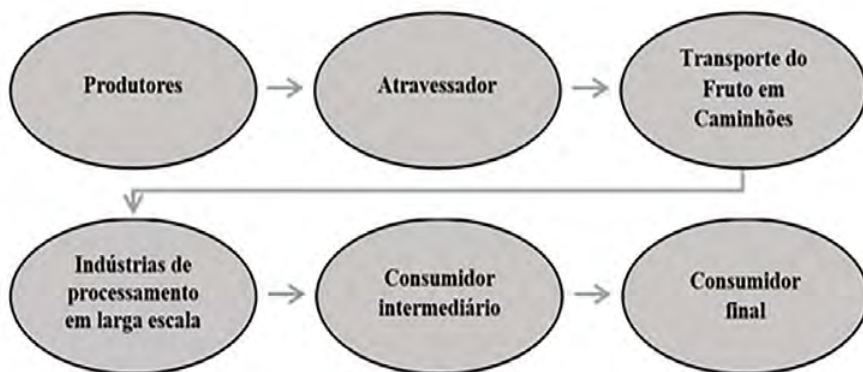 Produtores
Atravessador
Transporte do
Fruto em
Caminhões
Indústrias de
processamento
em larga escala
Consumidor
intermediário
Consumidor
final